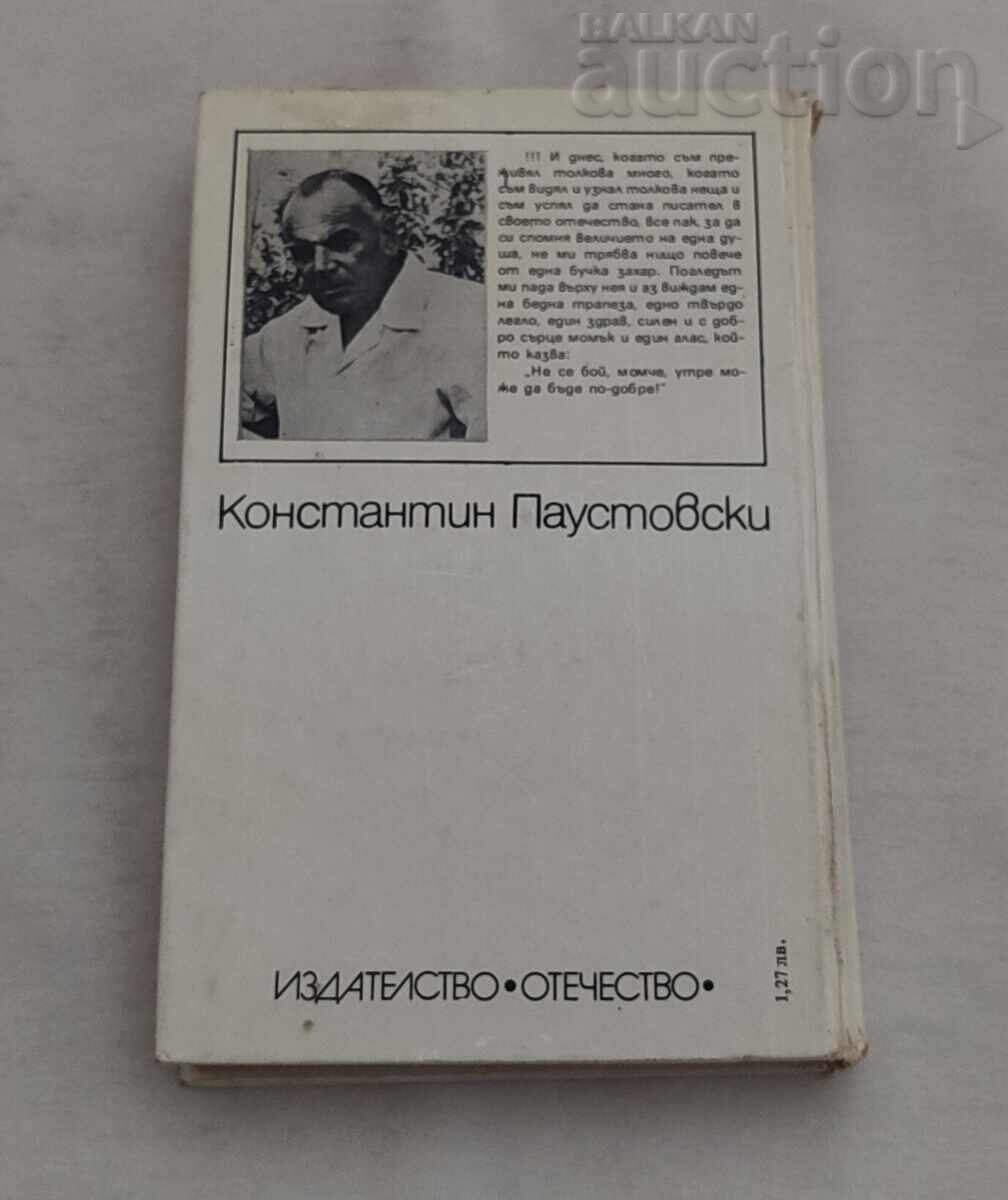 BALKAN
auction
!!! И днес, когато съм пре-
живял толкова много, когато
съм видял и узнал толкова неща и
съм успял да стана писател в
своето отечество, все пак, за да
си спомня величието на една ду-
ша, не ми трябва нищо повече
от една бучка захар. Погледът
ми пада върху нея и аз виждам ед-
на бедна трапеза, едно твърдо
легло, един здрав, силен и с доб-
ро сърце момък и един глас, кой-
то казва:
„Не се бой, момче, утре мо-
же да бъде по-добре!“
Константин Паустовски
ИЗДАТЕЛСТВО•ОТЕЧЕСТВО•
1,27 лв.